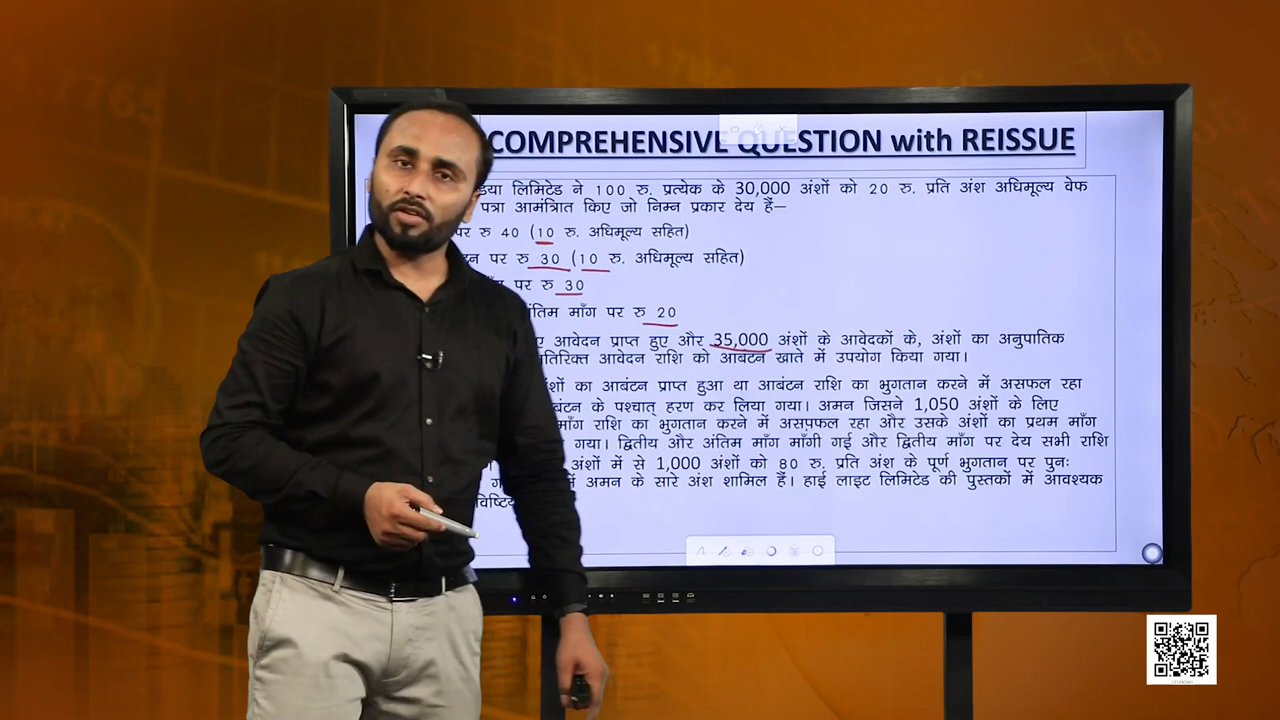 COMPREHENSIVE QUESTION with REISSUE
लिमिटेड ने 100 रु. प्रत्येक के 30,000 अंशों को 20 रु. प्रति अंश अधिमूल्य वेफ
पत्रा आमंत्रित किए जो निम्न प्रकार देय हैं—
पर रु 40 (10 रु. अधिमूल्य सहित)
पर रु 30 (10 रु. अधिमूल्य सहित)
पर रु 30
माँग पर रु 20
आवेदन प्राप्त हुए और 35,000 अंशों के आवेदकों के, अंशों का अनुपातिक
आवेदन राशि को आबंटन खाते में उपयोग किया गया।
का आबंटन प्राप्त हुआ था आबंटन राशि का भुगतान करने में असफल रहा
के पश्चात् हरण कर लिया गया। अमन जिसने 1,050 अंशों के लिए
माँग राशि का भुगतान करने में असपफल रहा और उसके अंशों का प्रथम माँग
गया। द्वितीय और अंतिम माँग माँगी गई और द्वितीय माँग पर देय सभी राशि
अंशों में से 1,000 अंशों को 80 रु. प्रति अंश के पूर्ण भुगतान पर पुनः
अमन के सारे अंश शामिल हैं। हाई लाइट लिमिटेड की पुस्तकों में आवश्यक